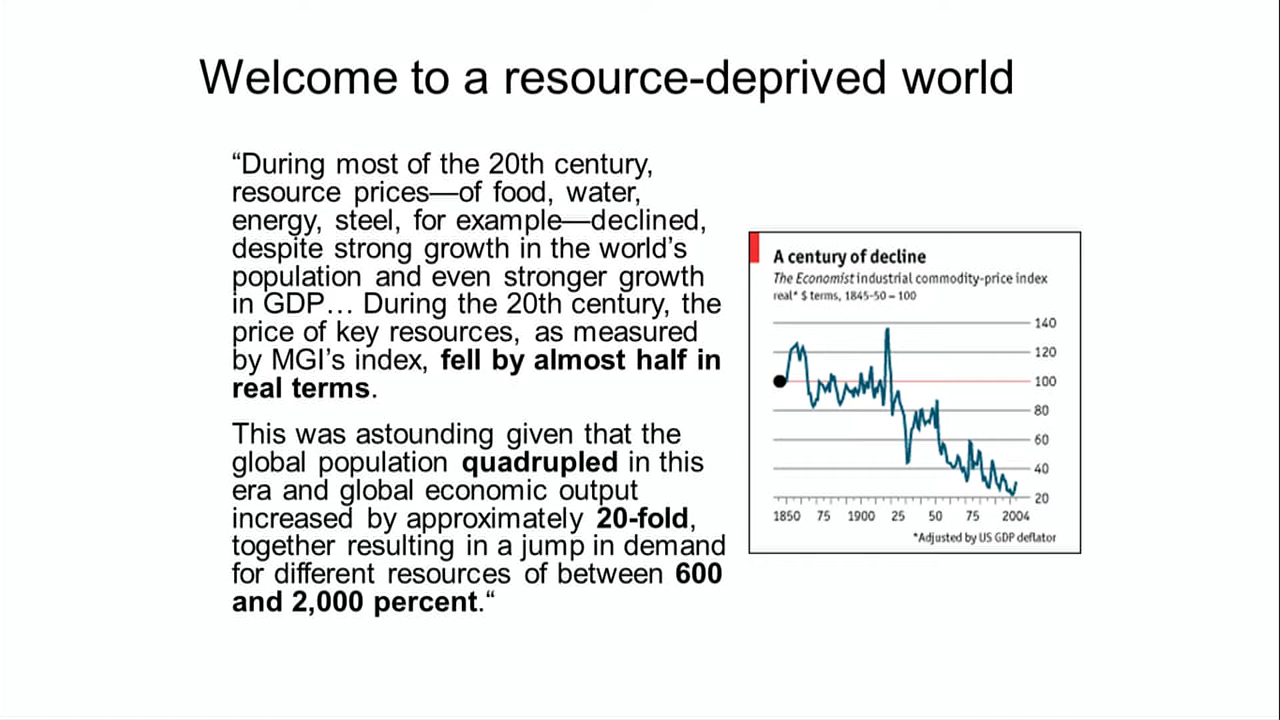 Welcome to a resource-deprived world
“During most of the 20th century,
resource prices—of food, water,
energy, steel, for example—declined,
despite strong growth in the world’s
population and even stronger growth
in GDP… During the 20th century, the
price of key resources, as measured
by MGI’s index, fell by almost half in
real terms.
This was astounding given that the
global population quadrupled in this
era and global economic output
increased by approximately 20-fold,
together resulting in a jump in demand
for different resources of between 600
and 2,000 percent.“
A century of decline
The Economist industrial commodity-price index
real* $ terms, 1845-50 = 100
140
120
100
80
60
40
20
1850 75 1900 25 50 75 2004
*Adjusted by US GDP deflator